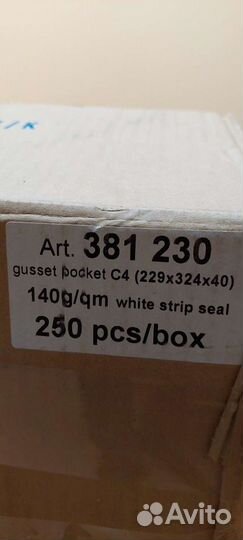 Art. 381 230
gusset pocket C4 (229x324x40)
140g/qm white strip seal
250 pcs/box
Avito